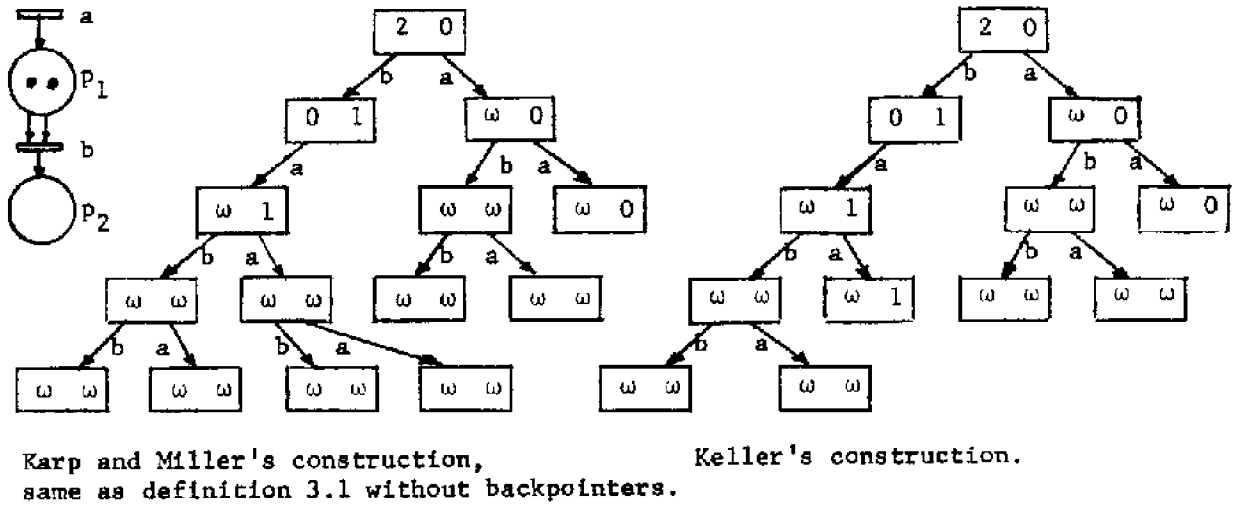 a
p1
b
p2
2 0
b a
0 1
ω 0
a
b a
ω 1
ω ω
ω 0
b a
b a
ω ω
ω ω
ω ω
ω ω
b a
b a
ω ω
ω ω
ω ω
ω ω
2 0
b a
0 1
ω 0
a
b a
ω 1
ω ω
ω 0
b a
b a
ω ω
ω 1
ω ω
ω ω
b a
ω ω
ω ω
Karp and Miller's construction,
same as definition 3.1 without backpointers.
Keller's construction.